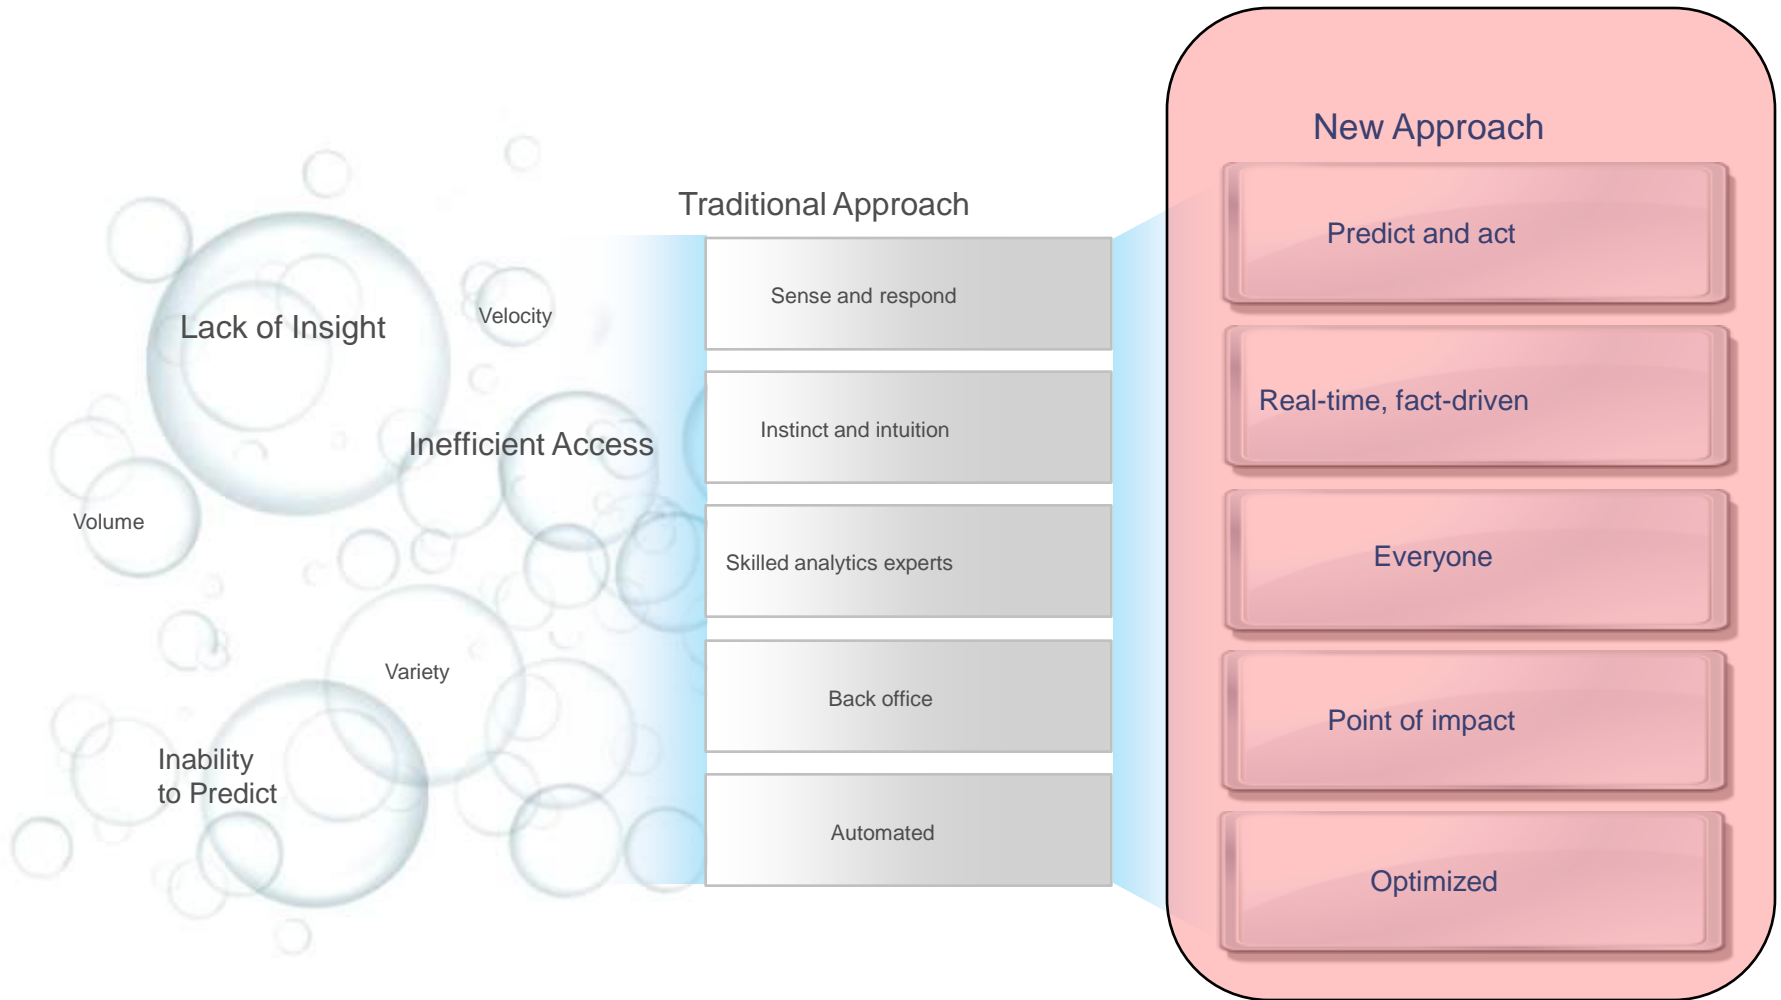 New Approach
Traditional Approach
Predict and act
Sense and respond
Velocity
Lack of Insight
Real-time, fact-driven
Instinct and intuition
Inefficient Access
Volume
Everyone
Skilled analytics experts
Variety
Back office
Point of impact
Inability
to Predict
Automated
Optimized